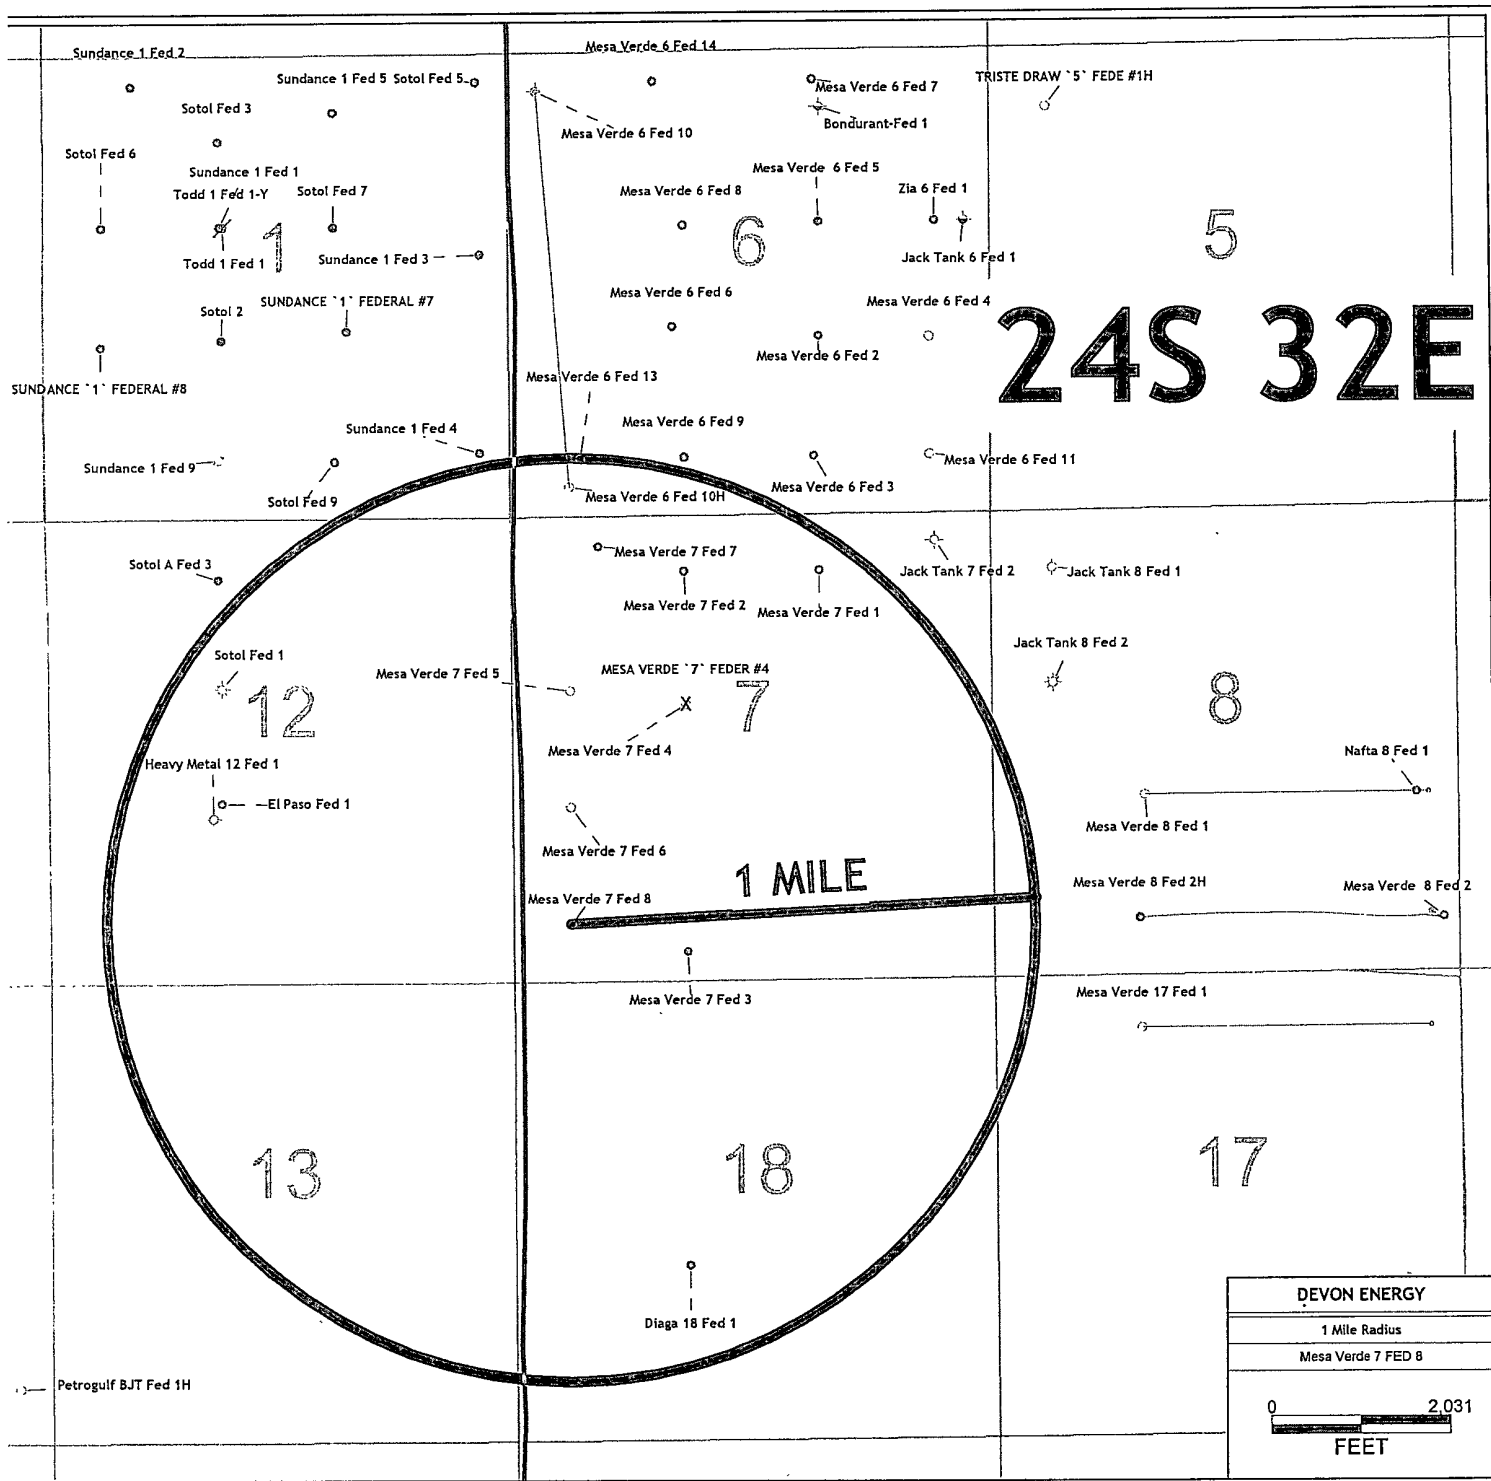 Sundance 1 Fed 2
Mesa Verde 6 Fed 14
Sundance 1 Fed 5
Sotol Fed 5
Mesa Verde 6 Fed 7
TRISTE DRAW `5` FEDE #1H
Sotol Fed 3
Mesa Verde 6 Fed 10
Bondurant-Fed 1
Sotol Fed 6
Sundance 1 Fed 1
Mesa Verde 6 Fed 5
Todd 1 Fed 1-Y
Sotol Fed 7
Mesa Verde 6 Fed 8
Zia 6 Fed 1
1
6
5
Todd 1 Fed 1
Sundance 1 Fed 3
Jack Tank 6 Fed 1
Sotol 2
SUNDANCE `1` FEDERAL #7
Mesa Verde 6 Fed 6
Mesa Verde 6 Fed 4
24S 32E
Mesa Verde 6 Fed 2
SUNDANCE `1` FEDERAL #8
Mesa Verde 6 Fed 13
Sundance 1 Fed 4
Mesa Verde 6 Fed 9
Sundance 1 Fed 9
Mesa Verde 6 Fed 11
Sotol Fed 9
Mesa Verde 6 Fed 10H
Mesa Verde 6 Fed 3
Sotol A Fed 3
Mesa Verde 7 Fed 7
Jack Tank 7 Fed 2
Jack Tank 8 Fed 1
Mesa Verde 7 Fed 2
Mesa Verde 7 Fed 1
Sotol Fed 1
Mesa Verde 7 Fed 5
MESA VERDE `7` FEDER #4
Jack Tank 8 Fed 2
12
7
8
Mesa Verde 7 Fed 4
Heavy Metal 12 Fed 1
Nafta 8 Fed 1
El Paso Fed 1
Mesa Verde 8 Fed 1
Mesa Verde 7 Fed 6
1 MILE
Mesa Verde 7 Fed 8
Mesa Verde 8 Fed 2H
Mesa Verde 8 Fed 2
Mesa Verde 7 Fed 3
Mesa Verde 17 Fed 1
13
18
17
Diaga 18 Fed 1
Petrogulf BJT Fed 1H
DEVON ENERGY
1 Mile Radius
Mesa Verde 7 FED 8
0 2,031
FEET